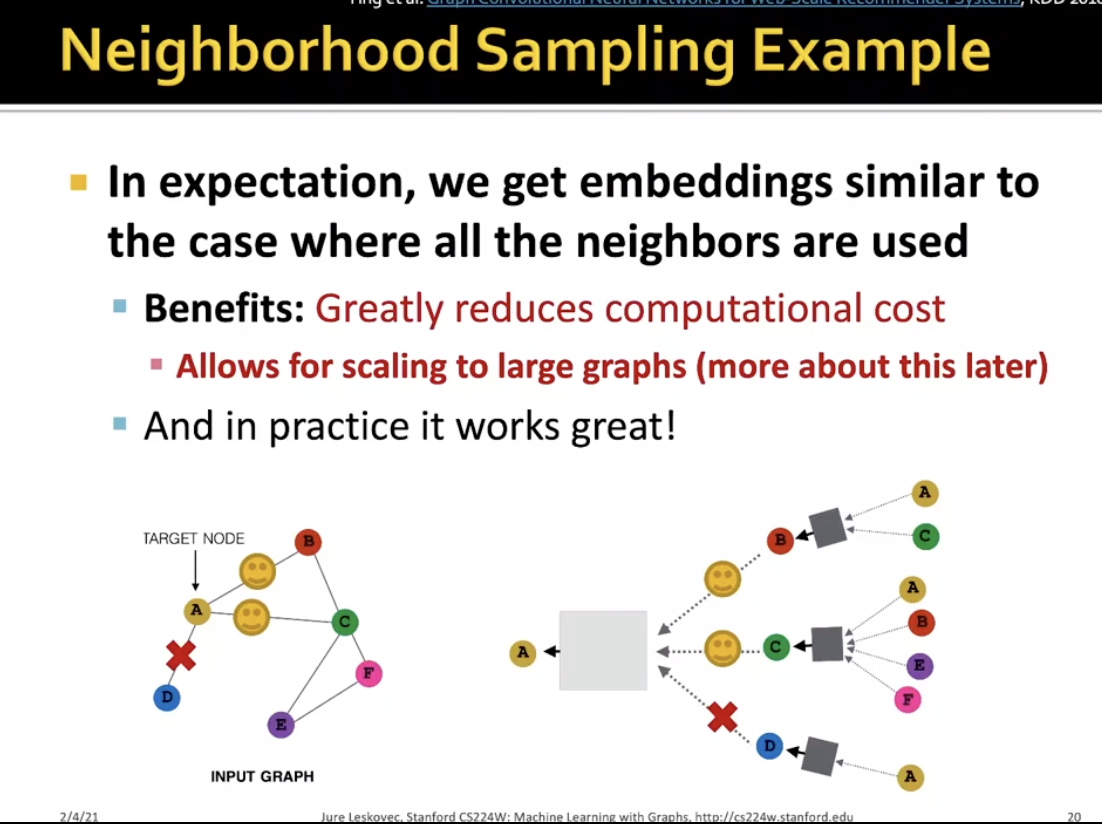 Ying et al. Graph Convolutional Neural Networks for Web-Scale Recommender Systems, KDD
Neighborhood Sampling Example
In expectation, we get embeddings similar to
the case where all the neighbors are used
Benefits: Greatly reduces computational cost
Allows for scaling to large graphs (more about this later)
And in practice it works great!
TARGET NODE
B
A
C
D
F
E
INPUT GRAPH
A
B
A
C
C
A
B
E
F
D
A
2/4/21
Jure Leskovec, Stanford CS224W: Machine Learning with Graphs, http://cs224w.stanford.edu
20